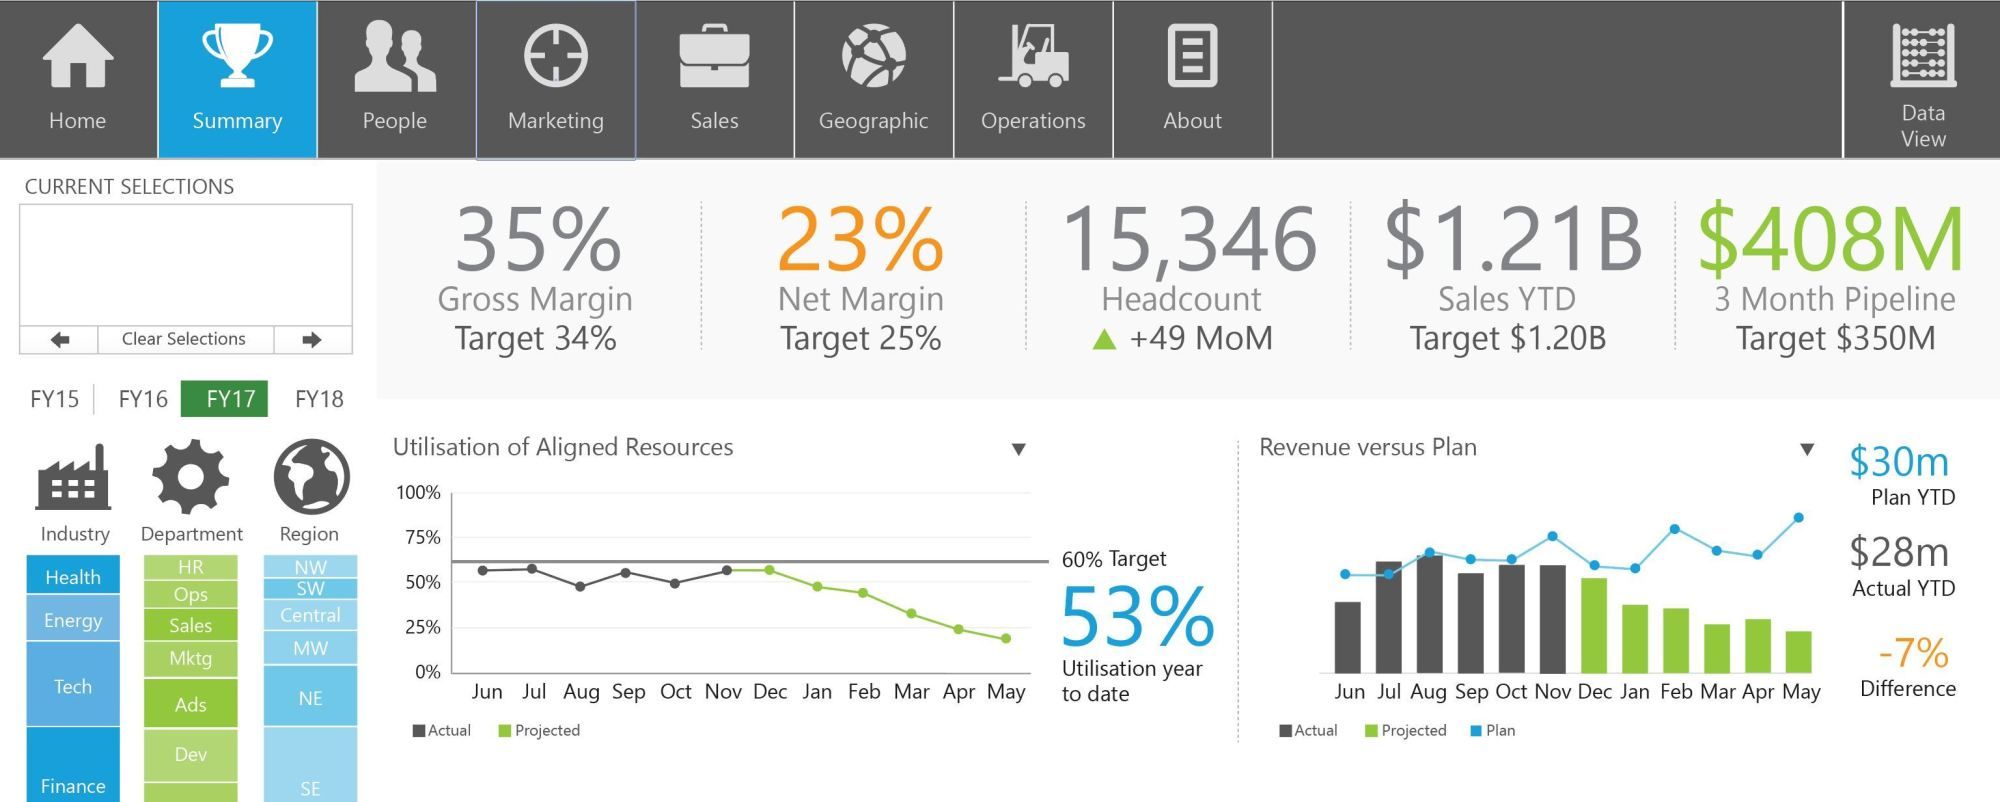 Home
Summary
People
Marketing
Sales
Geographic
Operations
About
Data
View
CURRENT SELECTIONS
Clear Selections
FY15
FY16
FY17
FY18
Industry
Department
Region
Health
Energy
Tech
Finance
HR
Ops
Sales
Mktg
Ads
Dev
NW
SW
Central
MW
NE
SE
35%
Gross Margin
Target 34%
23%
Net Margin
Target 25%
15,346
Headcount
+49 MoM
$1.21B
Sales YTD
Target $1.20B
$408M
3 Month Pipeline
Target $350M
Utilisation of Aligned Resources
100%
75%
50%
25%
0%
Jun Jul Aug Sep Oct Nov Dec Jan Feb Mar Apr May
Actual Projected
60% Target
53%
Utilisation year
to date
Revenue versus Plan
Jun Jul Aug Sep Oct Nov Dec Jan Feb Mar Apr May
Actual Projected Plan
$30m
Plan YTD
$28m
Actual YTD
-7%
Difference